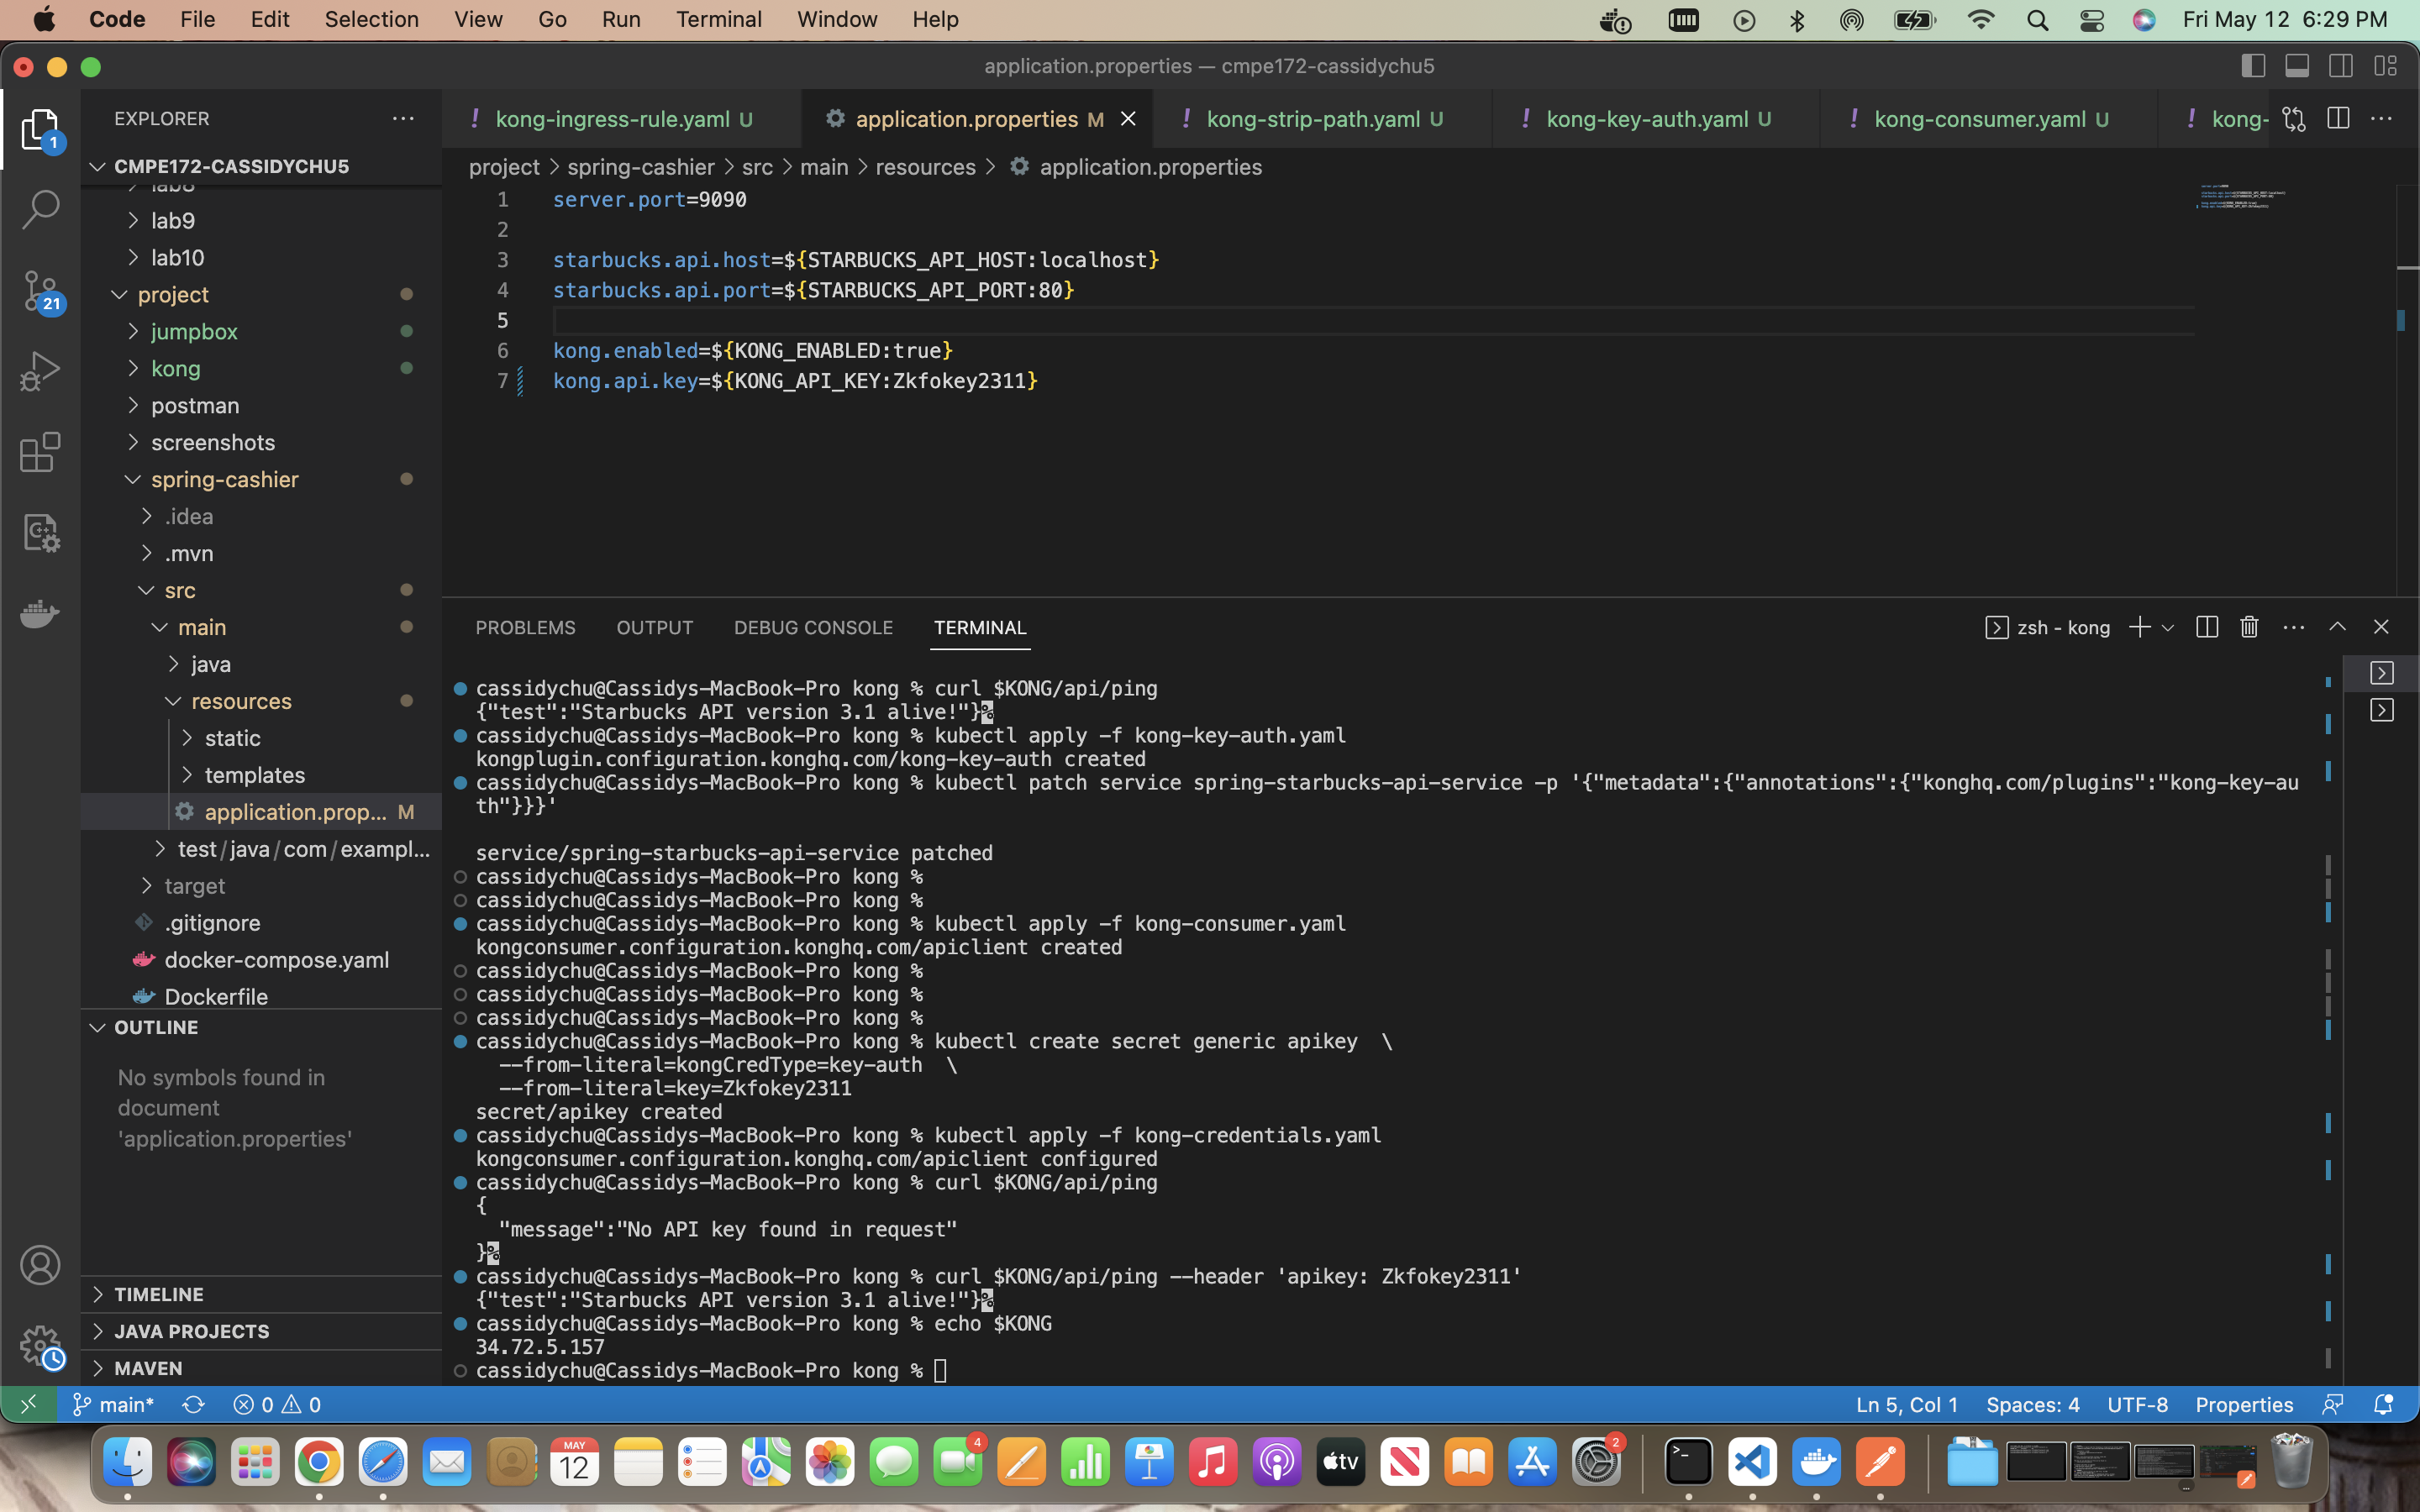 Code File Edit Selection View Go Run Terminal Window Help Fri May 12 6:29 PM
application.properties — cmpe172-cassidychu5
EXPLORER
! kong-ingress-rule.yaml U
application.properties M
! kong-strip-path.yaml U
! kong-key-auth.yaml U
! kong-consumer.yaml U
! kong-
CMPE172-CASSIDYCHU5
project > spring-cashier > src > main > resources > application.properties
lab8
lab9
lab10
project
jumpbox
kong
postman
screenshots
spring-cashier
.idea
.mvn
src
main
java
resources
static
templates
application.prop... M
test/java/com/exampl...
target
.gitignore
docker-compose.yaml
Dockerfile
OUTLINE
No symbols found in
document
'application.properties'
TIMELINE
JAVA PROJECTS
MAVEN
1
21
1 server.port=9090
2
3 starbucks.api.host=${STARBUCKS_API_HOST:localhost}
4 starbucks.api.port=${STARBUCKS_API_PORT:80}
5
6 kong.enabled=${KONG_ENABLED:true}
7 kong.api.key=${KONG_API_KEY:Zkfokey2311}
PROBLEMS OUTPUT DEBUG CONSOLE TERMINAL zsh - kong
cassidychu@Cassidys-MacBook-Pro kong % curl $KONG/api/ping
{"test":"Starbucks API version 3.1 alive!"}%
cassidychu@Cassidys-MacBook-Pro kong % kubectl apply -f kong-key-auth.yaml
kongplugin.configuration.konghq.com/kong-key-auth created
cassidychu@Cassidys-MacBook-Pro kong % kubectl patch service spring-starbucks-api-service -p '{"metadata":{"annotations":{"konghq.com/plugins":"kong-key-au
th"}}}'
service/spring-starbucks-api-service patched
cassidychu@Cassidys-MacBook-Pro kong %
cassidychu@Cassidys-MacBook-Pro kong %
cassidychu@Cassidys-MacBook-Pro kong % kubectl apply -f kong-consumer.yaml
kongconsumer.configuration.konghq.com/apiclient created
cassidychu@Cassidys-MacBook-Pro kong %
cassidychu@Cassidys-MacBook-Pro kong %
cassidychu@Cassidys-MacBook-Pro kong %
cassidychu@Cassidys-MacBook-Pro kong % kubectl create secret generic apikey \
--from-literal=kongCredType=key-auth \
--from-literal=key=Zkfokey2311
secret/apikey created
cassidychu@Cassidys-MacBook-Pro kong % kubectl apply -f kong-credentials.yaml
kongconsumer.configuration.konghq.com/apiclient configured
cassidychu@Cassidys-MacBook-Pro kong % curl $KONG/api/ping
{
"message":"No API key found in request"
}%
cassidychu@Cassidys-MacBook-Pro kong % curl $KONG/api/ping --header 'apikey: Zkfokey2311'
{"test":"Starbucks API version 3.1 alive!"}%
cassidychu@Cassidys-MacBook-Pro kong % echo $KONG
34.72.5.157
cassidychu@Cassidys-MacBook-Pro kong %
main* 0 0 Ln 5, Col 1 Spaces: 4 UTF-8 Properties
MAY
12
4
tv
2